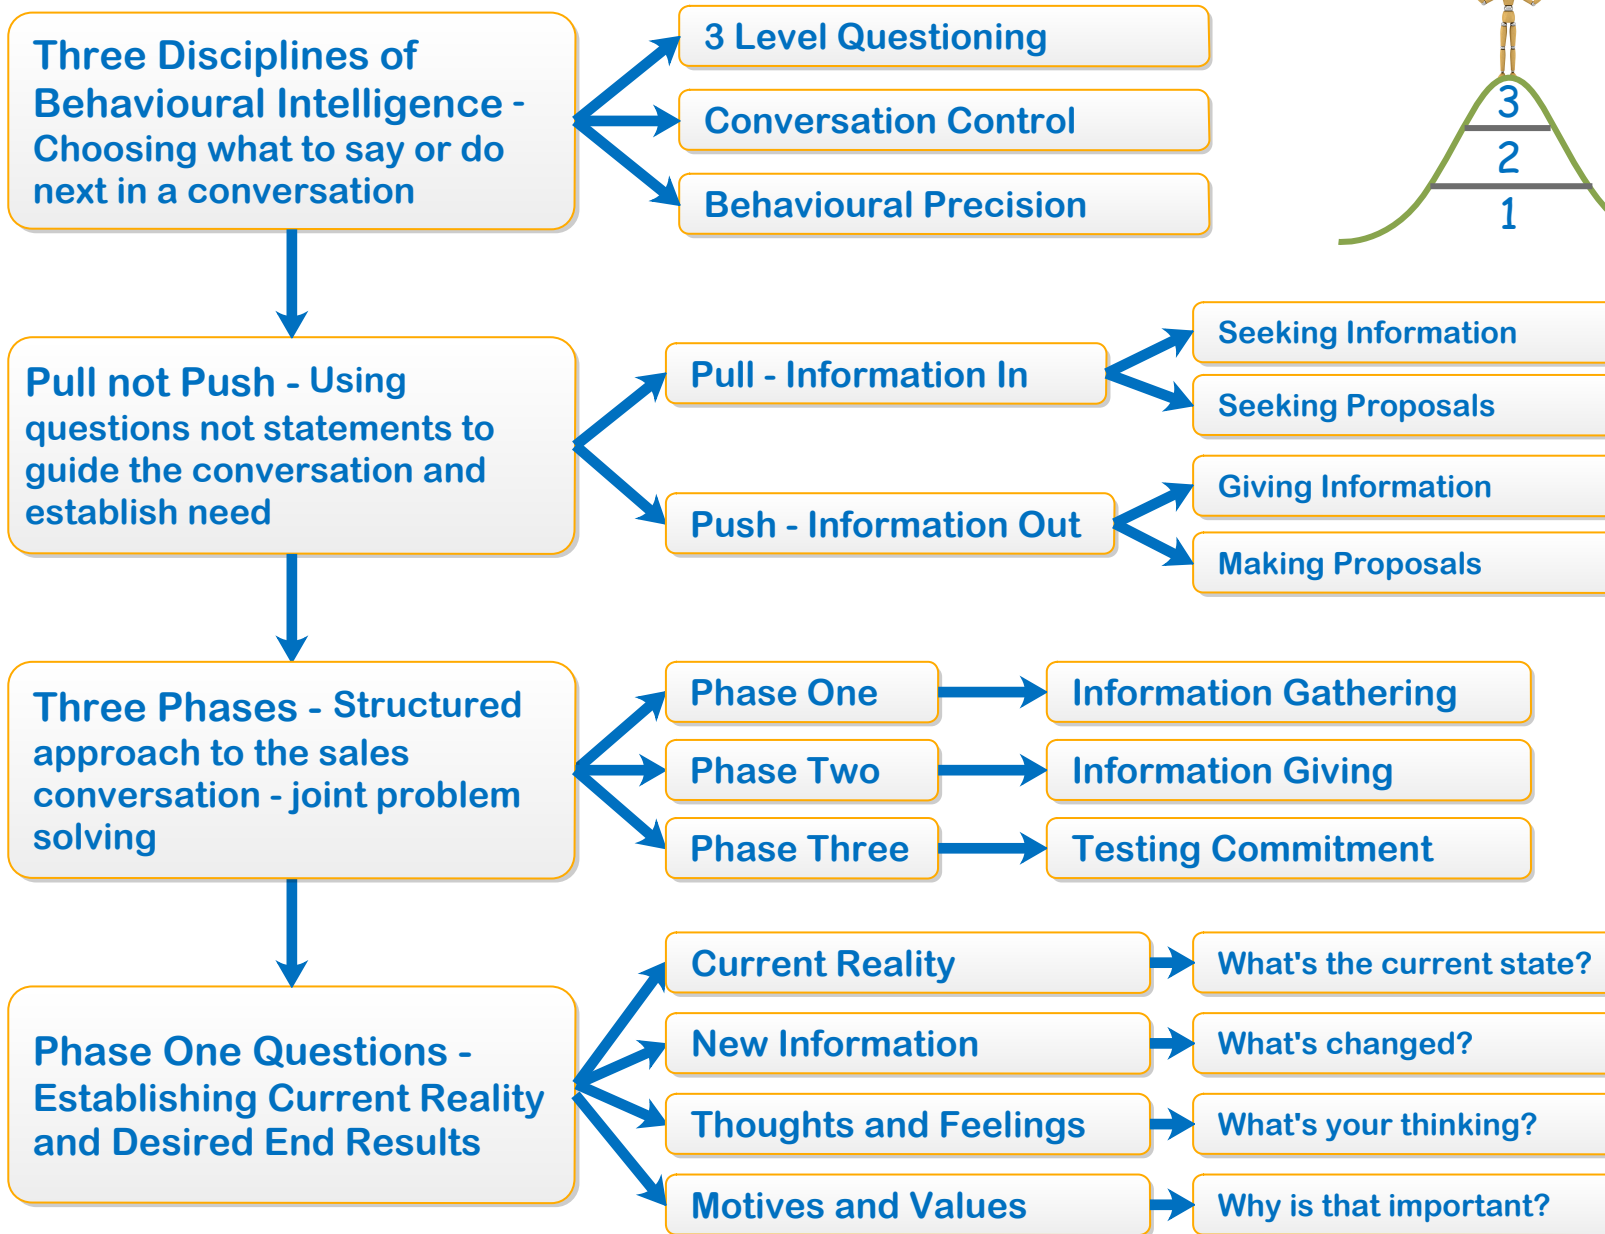 Three Disciplines of
Behavioural Intelligence -
Choosing what to say or do
next in a conversation
3 Level Questioning
Conversation Control
Behavioural Precision
3
2
1
Pull not Push - Using
questions not statements to
guide the conversation and
establish need
Pull - Information In
Seeking Information
Seeking Proposals
Push - Information Out
Giving Information
Making Proposals
Three Phases - Structured
approach to the sales
conversation - joint problem
solving
Phase One
Information Gathering
Phase Two
Information Giving
Phase Three
Testing Commitment
Phase One Questions -
Establishing Current Reality
and Desired End Results
Current Reality
What's the current state?
New Information
What's changed?
Thoughts and Feelings
What's your thinking?
Motives and Values
Why is that important?